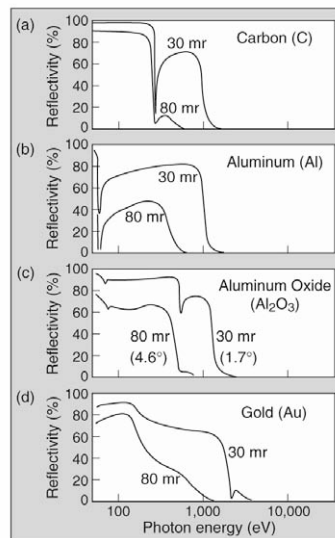 (a)
Reflectivity (%)
100
80
60
40
20
0
Carbon (C)
30 mr
80 mr
(b)
Reflectivity (%)
100
80
60
40
20
0
Aluminum (Al)
30 mr
80 mr
(c)
Reflectivity (%)
100
80
60
40
20
0
Aluminum Oxide
(Al₂O₃)
80 mr
(4.6°)
30 mr
(1.7°)
(d)
Reflectivity (%)
100
80
60
40
20
0
Gold (Au)
30 mr
80 mr
100
1,000
10,000
Photon energy (eV)